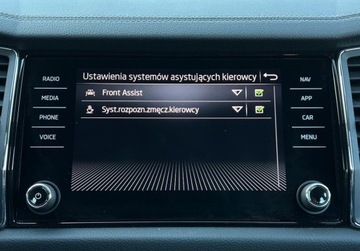 Ustawienia systemów asystujących kierowcy
Front Assist
Syst.rozpozn.zmęcz.kierowcy
RADIO
MEDIA
PHONE
VOICE
NAV
APP
CAR
MENU